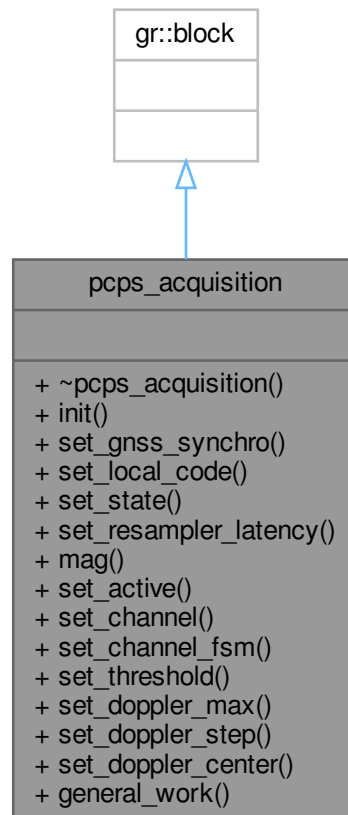 gr::block
pcps_acquisition
+ ~pcps_acquisition()
+ init()
+ set_gnss_synchro()
+ set_local_code()
+ set_state()
+ set_resampler_latency()
+ mag()
+ set_active()
+ set_channel()
+ set_channel_fsm()
+ set_threshold()
+ set_doppler_max()
+ set_doppler_step()
+ set_doppler_center()
+ general_work()